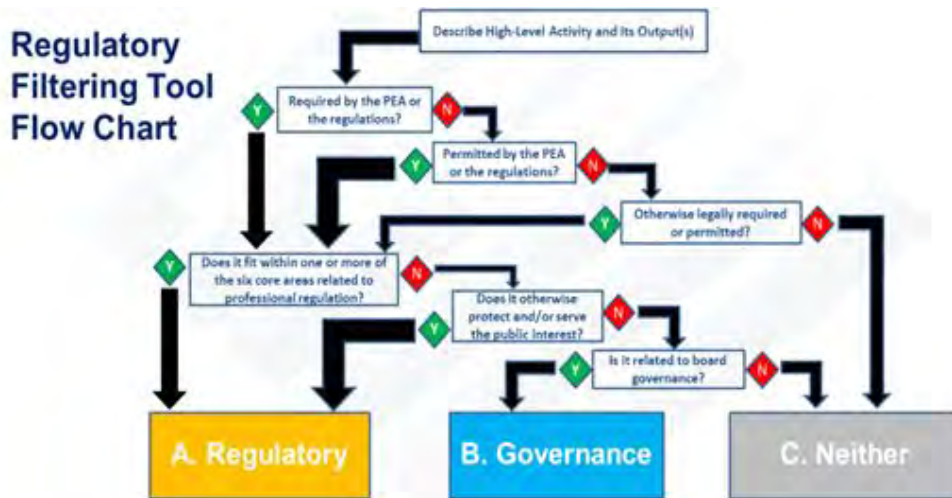 Regulatory
Filtering Tool
Flow Chart
Describe High-Level Activity and Its Output(s)
Y
Required by the PEA or
the regulations?
N
Y
Permitted by the PEA
or the regulations?
N
Y
Otherwise legally required
or permitted?
N
Y
Does it fit within one or more of
the six core areas related to
professional regulation?
N
Y
Does it otherwise
protect and/or serve
the public interest?
N
Y
Is it related to board
governance?
N
A. Regulatory
B. Governance
C. Neither